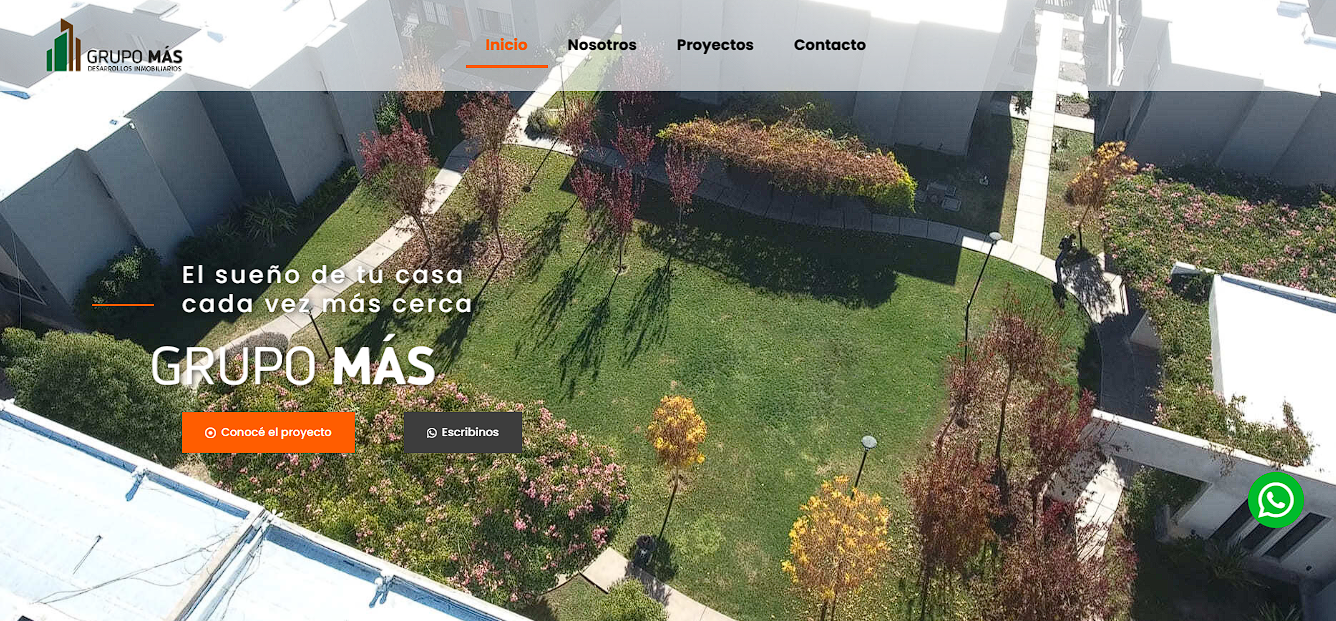 GRUPO MÁS
DESARROLLOS INMOBILIARIOS
Inicio
Nosotros
Proyectos
Contacto
El sueño de tu casa
cada vez más cerca
GRUPO MÁS
Conocé el proyecto
Escribinos